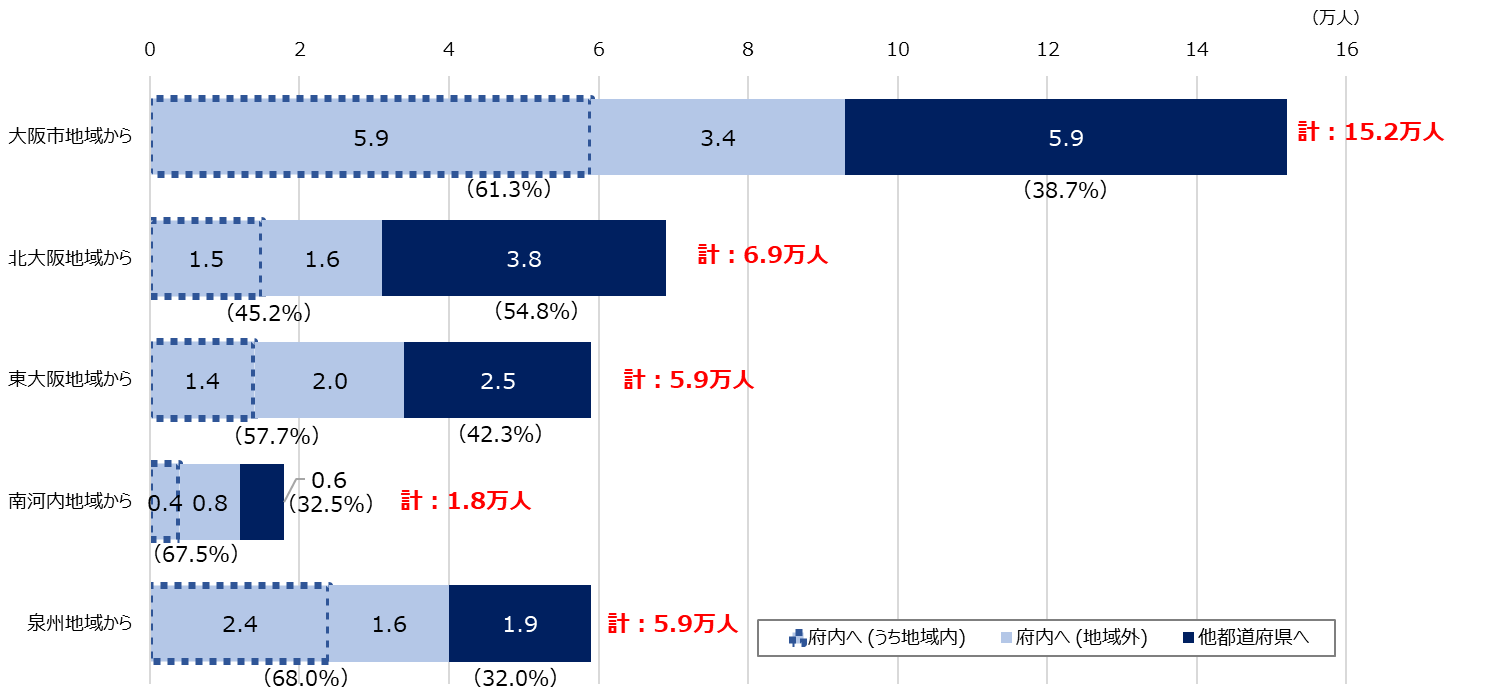 （万人）
0 2 4 6 8 10 12 14 16
大阪市地域から 5.9 3.4 5.9 計：15.2万人
（61.3%） （38.7%）
北大阪地域から 1.5 1.6 3.8 計：6.9万人
（45.2%） （54.8%）
東大阪地域から 1.4 2.0 2.5 計：5.9万人
（57.7%） （42.3%）
南河内地域から 0.4 0.8 0.6 計：1.8万人
（32.5%）
（67.5%）
泉州地域から 2.4 1.6 1.9 計：5.9万人
（68.0%） （32.0%）
府内へ (うち地域内) 府内へ (地域外) 他都道府県へ